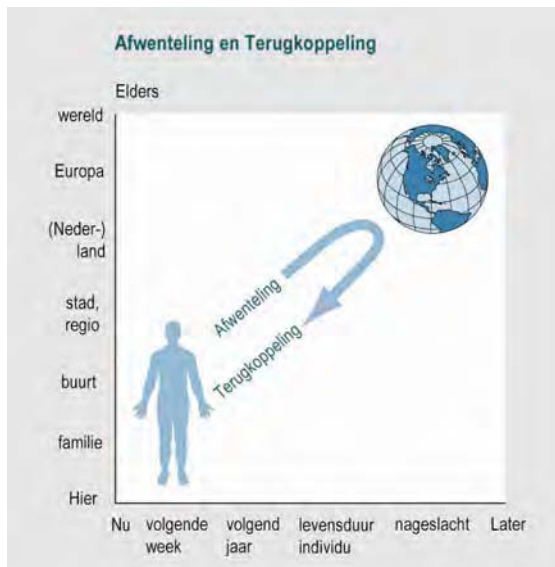 Afwenteling en Terugkoppeling
Elders
wereld
Europa
(Neder-)
land
stad,
regio
buurt
familie
Hier
Afwenteling
Terugkoppeling
Nu
volgende
week
volgend
jaar
levensduur
individu
nageslacht
Later